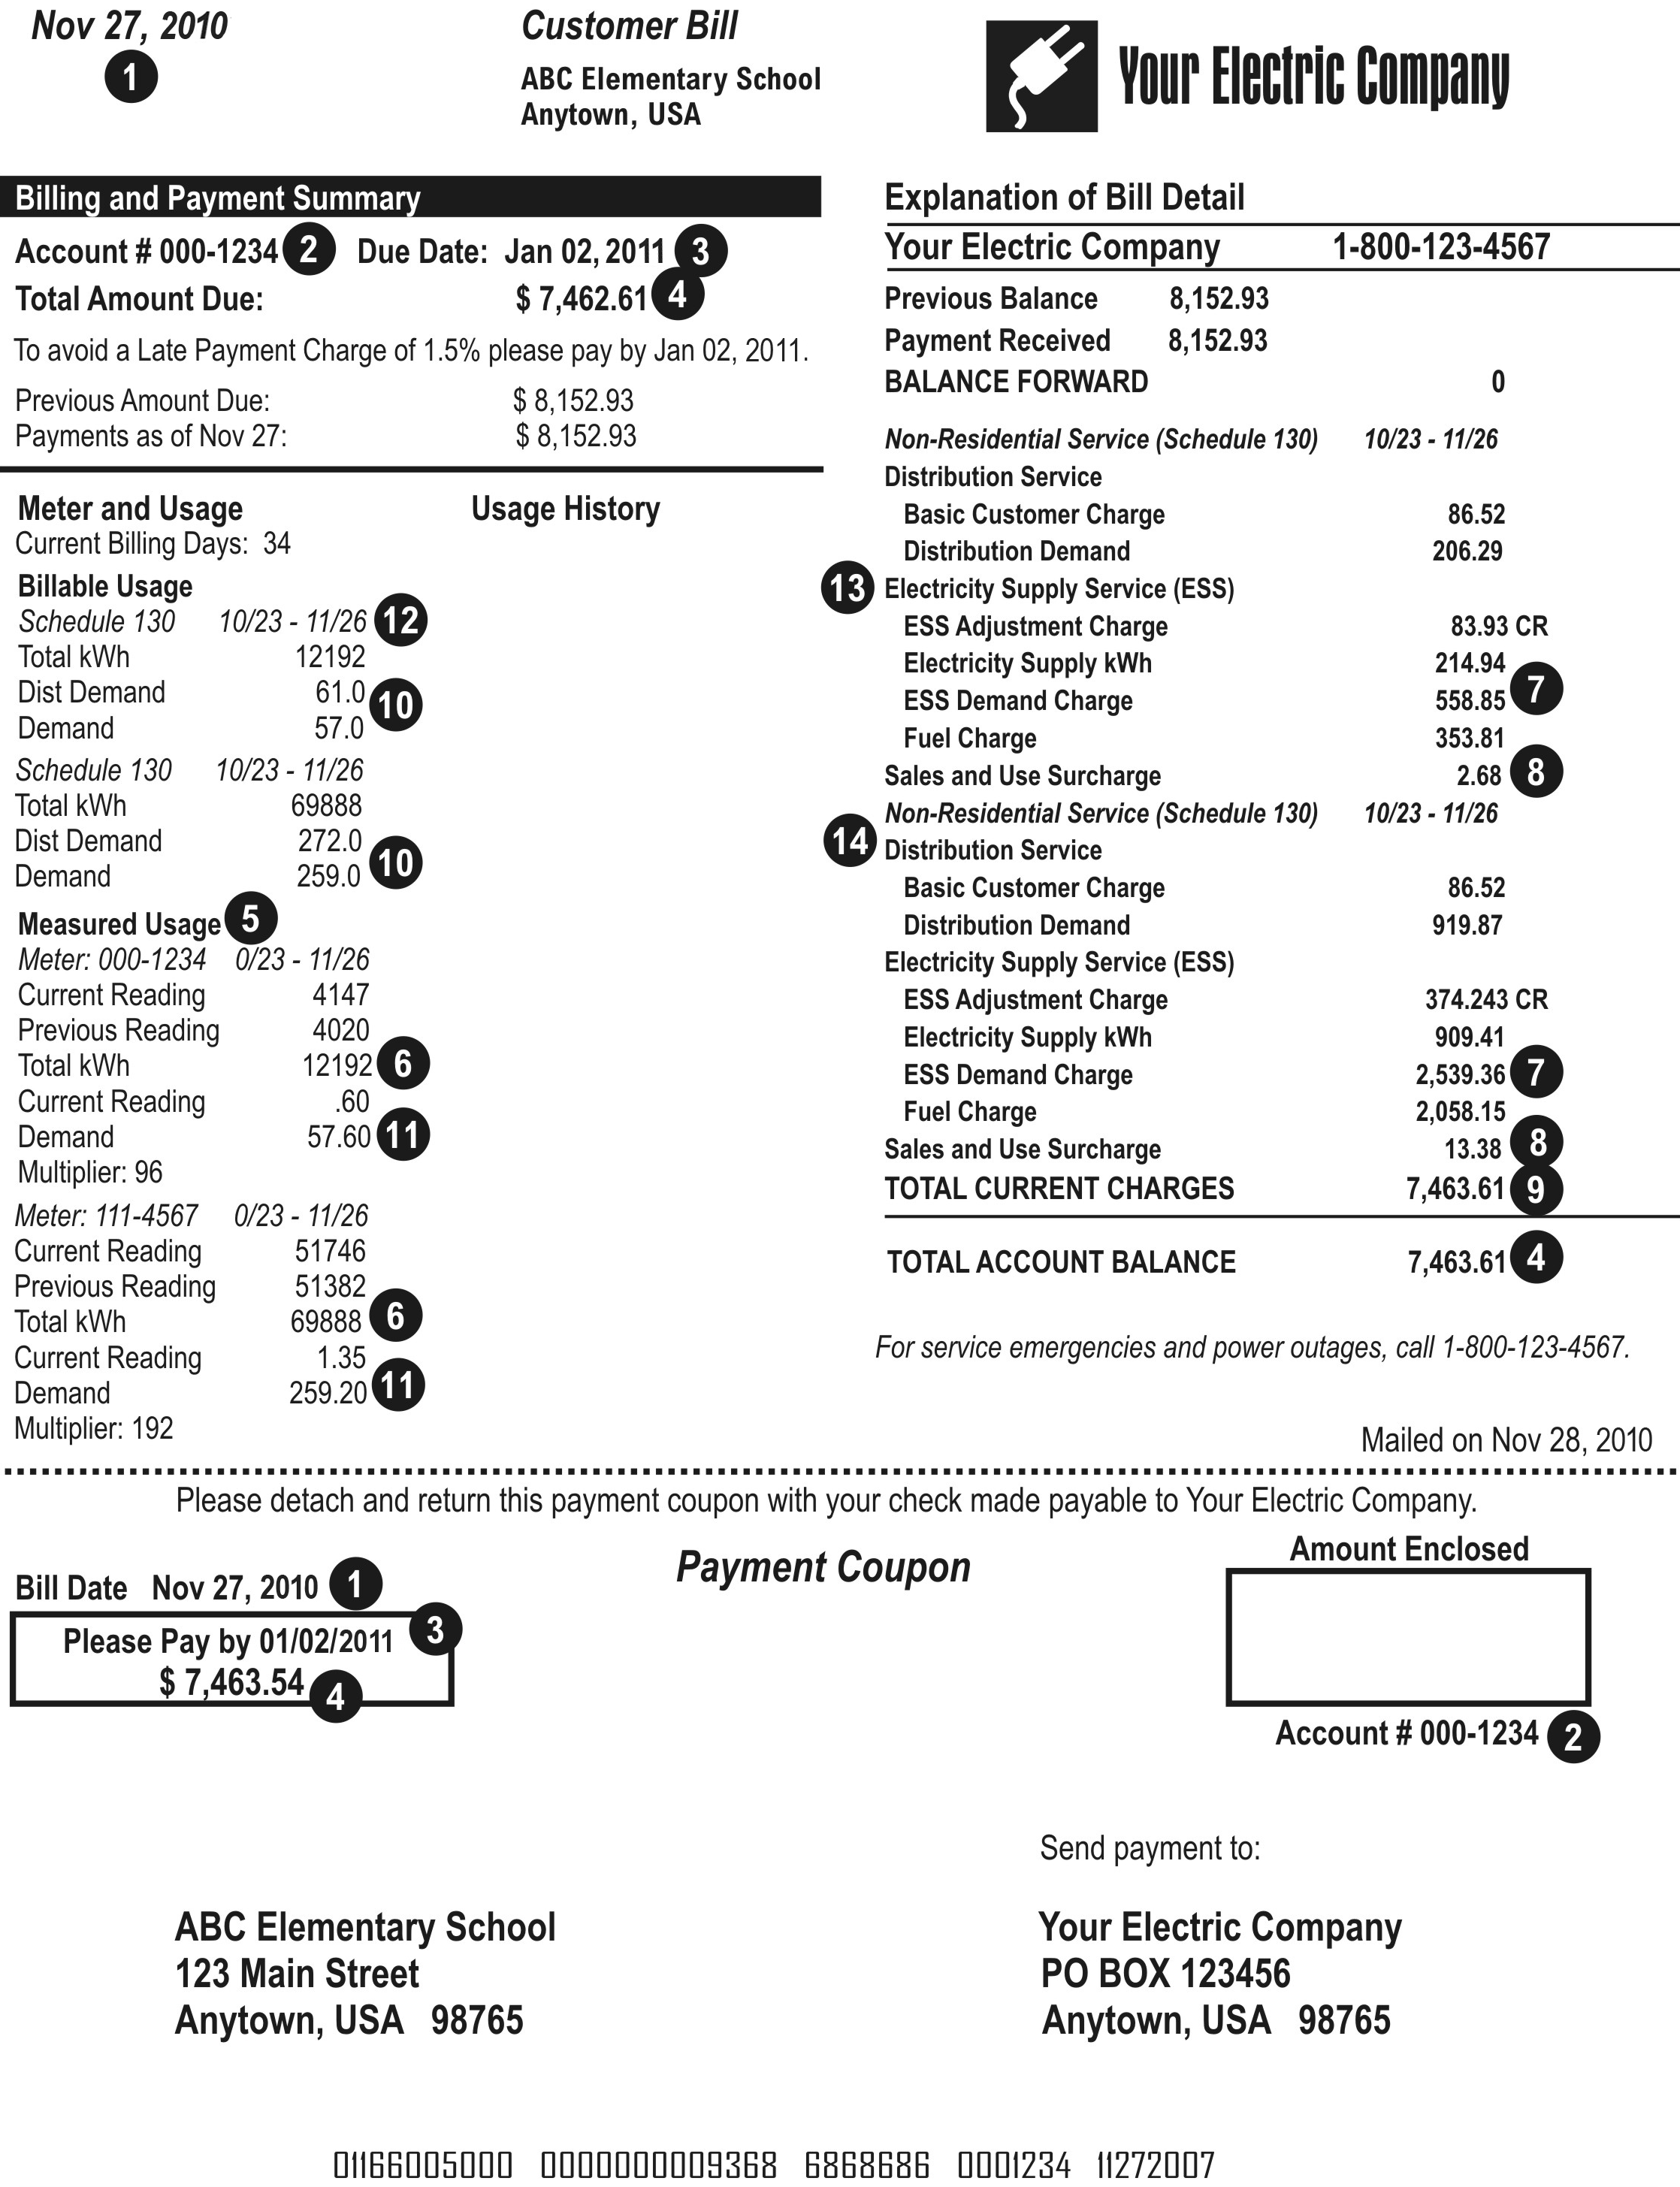 Nov 27, 2010
1
Customer Bill
ABC Elementary School
Anytown, USA
Your Electric Company
Billing and Payment Summary
Account # 000-1234 2 Due Date: Jan 02, 2011 3
Total Amount Due: $ 7,462.61 4
To avoid a Late Payment Charge of 1.5% please pay by Jan 02, 2011.
Previous Amount Due: $ 8,152.93
Payments as of Nov 27: $ 8,152.93
Meter and Usage
Current Billing Days: 34
Billable Usage
Schedule 130 10/23 - 11/26 12
Total kWh 12192
Dist Demand 61.0
10
Demand 57.0
Schedule 130 10/23 - 11/26
Total kWh 69888
Dist Demand 272.0
10
Demand 259.0
Measured Usage 5
Meter: 000-1234 0/23 - 11/26
Current Reading 4147
Previous Reading 4020
Total kWh 12192 6
Current Reading .60
Demand 57.60 11
Multiplier: 96
Meter: 111-4567 0/23 - 11/26
Current Reading 51746
Previous Reading 51382
Total kWh 69888 6
Current Reading 1.35
Demand 259.20 11
Multiplier: 192
Usage History
Explanation of Bill Detail
Your Electric Company 1-800-123-4567
Previous Balance 8,152.93
Payment Received 8,152.93
BALANCE FORWARD 0
Non-Residential Service (Schedule 130) 10/23 - 11/26
Distribution Service
Basic Customer Charge 86.52
Distribution Demand 206.29
13 Electricity Supply Service (ESS)
ESS Adjustment Charge 83.93 CR
Electricity Supply kWh 214.94
ESS Demand Charge 558.85 7
Fuel Charge 353.81
Sales and Use Surcharge 2.68 8
Non-Residential Service (Schedule 130) 10/23 - 11/26
14 Distribution Service
Basic Customer Charge 86.52
Distribution Demand 919.87
Electricity Supply Service (ESS)
ESS Adjustment Charge 374.243 CR
Electricity Supply kWh 909.41
ESS Demand Charge 2,539.36 7
Fuel Charge 2,058.15
Sales and Use Surcharge 13.38 8
TOTAL CURRENT CHARGES 7,463.61 9
TOTAL ACCOUNT BALANCE 7,463.61 4
For service emergencies and power outages, call 1-800-123-4567.
Mailed on Nov 28, 2010
Please detach and return this payment coupon with your check made payable to Your Electric Company.
Payment Coupon
Bill Date Nov 27, 2010 1
Please Pay by 01/02/2011 3
$ 7,463.54 4
Amount Enclosed
Account # 000-1234 2
Send payment to:
ABC Elementary School
123 Main Street
Anytown, USA 98765
Your Electric Company
PO BOX 123456
Anytown, USA 98765
01166005000 0000000009368 6868686 0001234 11272007